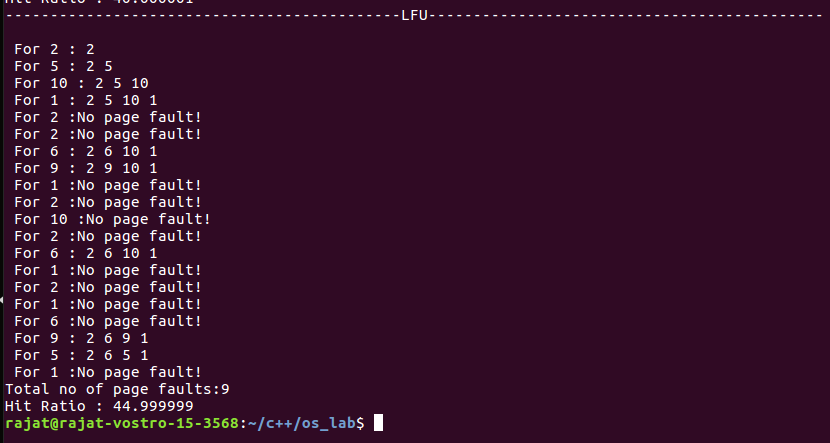 Hit Ratio : 40.000001
--------------------------------------------LFU--------------------------------------------
For 2 : 2
For 5 : 2 5
For 10 : 2 5 10
For 1 : 2 5 10 1
For 2 :No page fault!
For 2 :No page fault!
For 6 : 2 6 10 1
For 9 : 2 9 10 1
For 1 :No page fault!
For 2 :No page fault!
For 10 :No page fault!
For 2 :No page fault!
For 6 : 2 6 10 1
For 1 :No page fault!
For 2 :No page fault!
For 1 :No page fault!
For 6 :No page fault!
For 9 : 2 6 9 1
For 5 : 2 6 5 1
For 1 :No page fault!
Total no of page faults:9
Hit Ratio : 44.999999
rajat@rajat-vostro-15-3568:~/c++/os_lab$